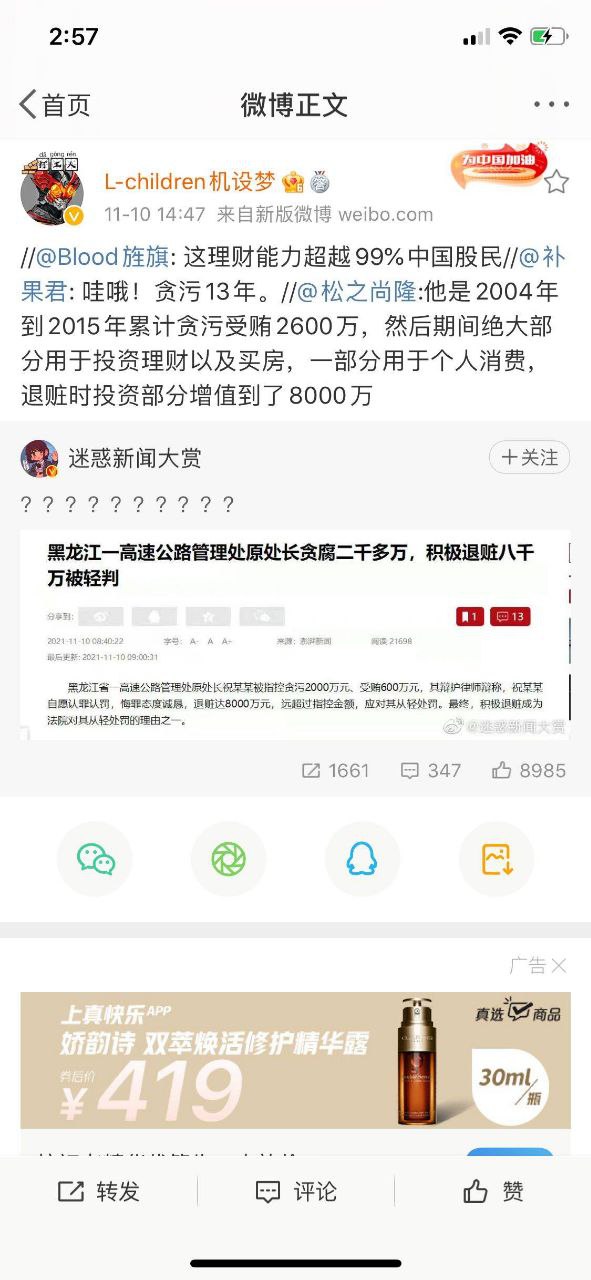 2:57
首页
微博正文
dǎ gōng rén
打工人
L-children机设梦
为中国加油
11-10 14:47 来自新版微博 weibo.com
//@Blood旌旗: 这理财能力超越99%中国股民//@补
果君: 哇哦！贪污13年。//@松之尚隆:他是2004年
到2015年累计贪污受贿2600万，然后期间绝大部
分用于投资理财以及买房，一部分用于个人消费，
退赃时投资部分增值到了8000万
迷惑新闻大赏
＋关注
？？？？？？？？？？
黑龙江一高速公路管理处原处长贪腐二千多万，积极退赃八千
万被轻判
分享到:
1
13
2021-11-10 08:40:22 字号: A- A A+ 来源: 澎湃新闻 阅读 21698
最后更新: 2021-11-10 09:00:31
黑龙江省一高速公路管理处原处长祝某某被指控贪污2000万元、受贿600万元，其辩护律师辩称，祝某某
自愿认罪认罚，悔罪态度诚恳，退赃达8000万元，远超过指控金额，应对其从轻处罚。最终，积极退赃成为
法院对其从轻处罚的理由之一。
@迷惑新闻大赏
1661 347 8985
广告
上真快乐APP
娇韵诗 双萃焕活修护精华露
券后价
¥419
真选 商品
30ml/瓶
转发 评论 赞